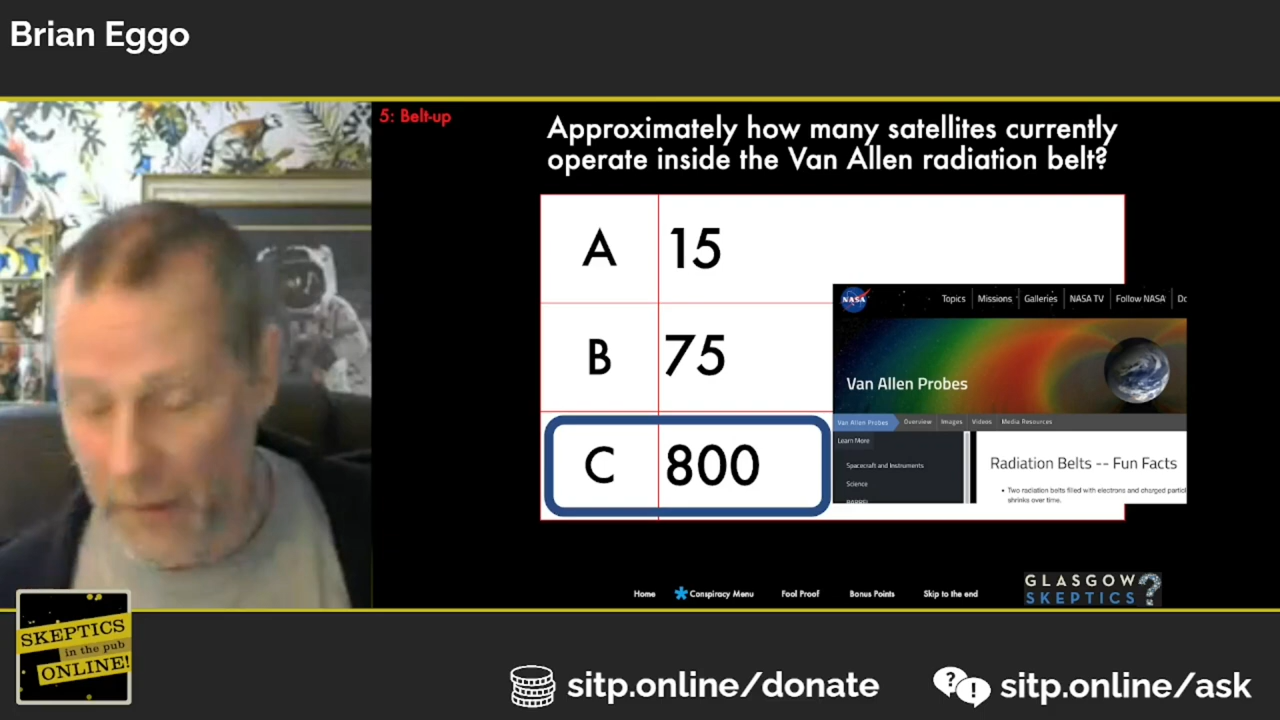 Brian Eggo
5: Belt-up
Approximately how many satellites currently
operate inside the Van Allen radiation belt?
A 15
B 75
C 800
NASA
Topics Missions Galleries NASA TV Follow NASA
Van Allen Probes
Van Allen Probes Overview Images Videos Media Resources
Learn More
Spacecraft and Instruments
Science
Radiation Belts -- Fun Facts
• Two radiation belts filled with electrons and charged
shrinks over time.
Home Conspiracy Menu Fool Proof Bonus Points Skip to the end
GLASGOW
SKEPTICS
SKEPTICS
in the pub
ONLINE!
sitp.online/donate
sitp.online/ask